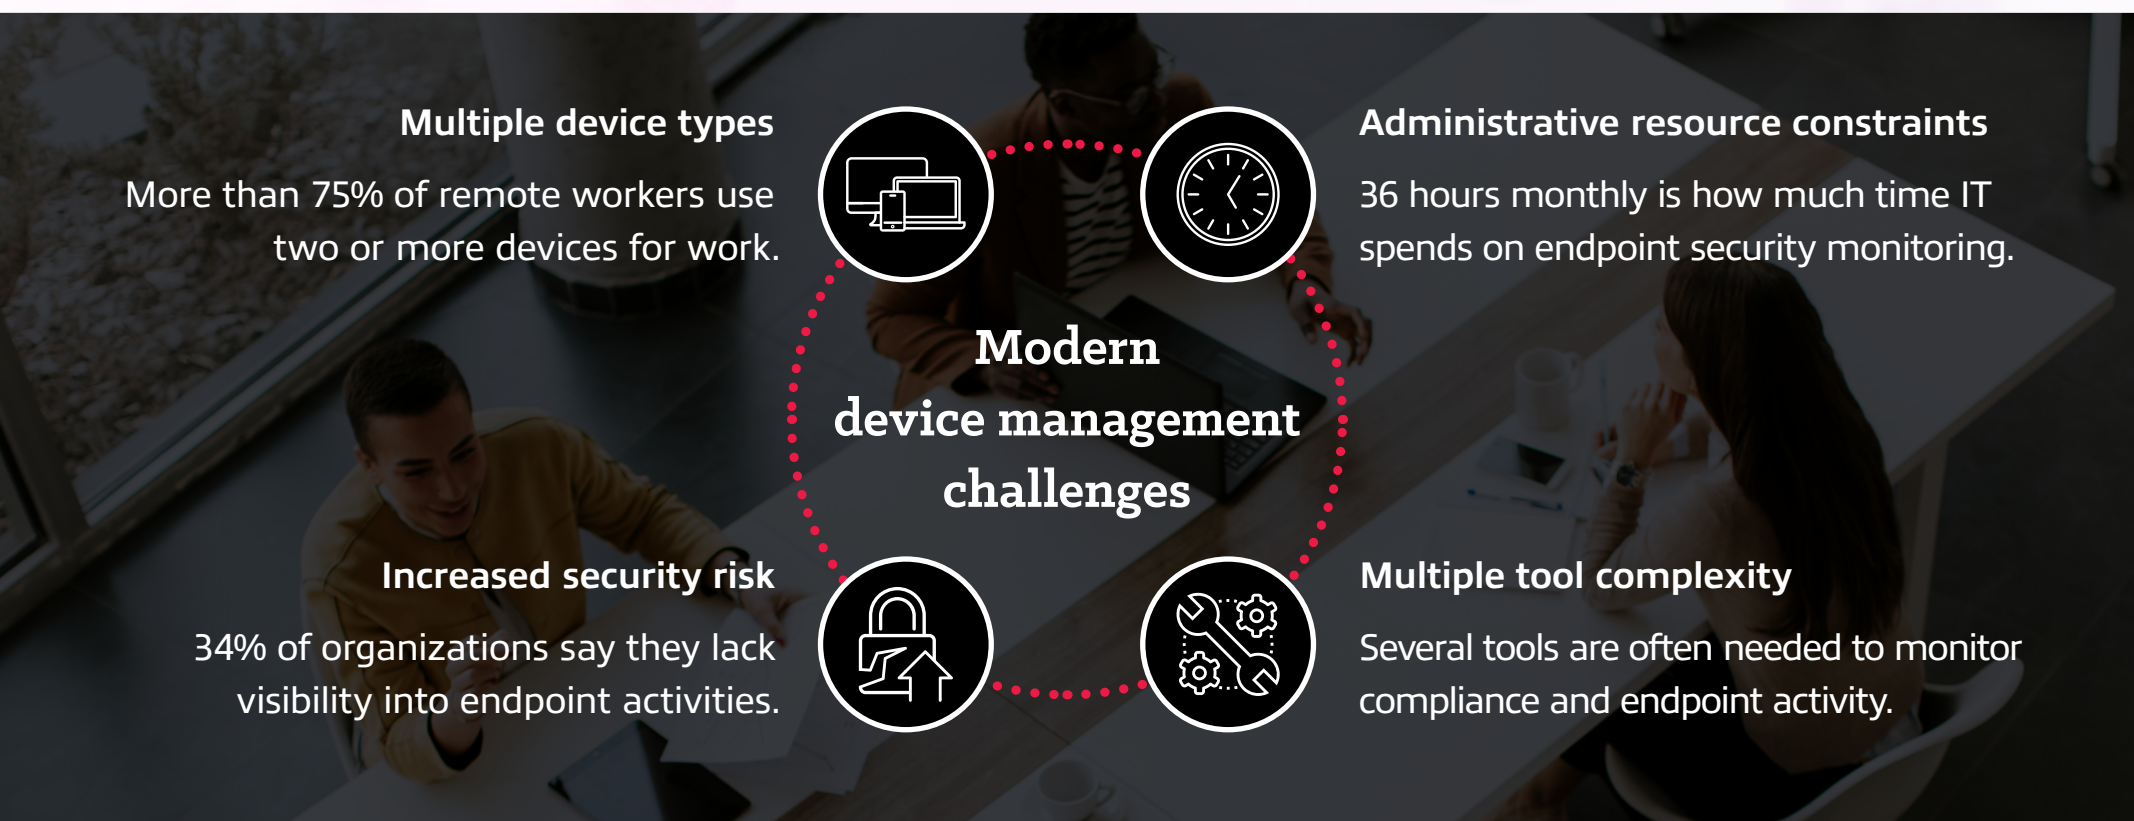 Multiple device types
More than 75% of remote workers use
two or more devices for work.
Administrative resource constraints
36 hours monthly is how much time IT
spends on endpoint security monitoring.
Modern
device management
challenges
Increased security risk
34% of organizations say they lack
visibility into endpoint activities.
Multiple tool complexity
Several tools are often needed to monitor
compliance and endpoint activity.